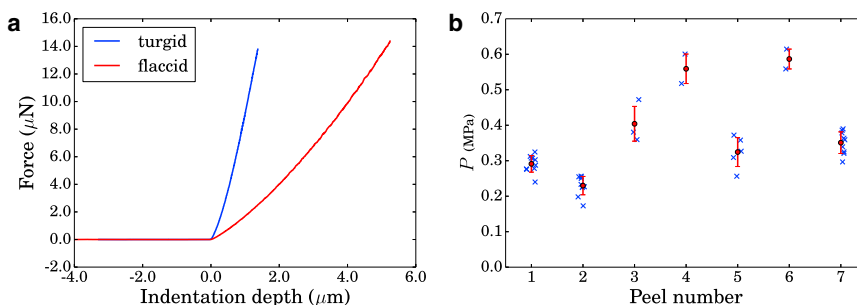 a
16.0
14.0
12.0
10.0
8.0
6.0
4.0
2.0
0.0
turgid
flaccid
Force (μN)
-4.0 -2.0 0.0 2.0 4.0 6.0
Indentation depth (μm)
b
0.7
0.6
0.5
0.4
0.3
0.2
0.1
0.0
P (MPa)
1 2 3 4 5 6 7
Peel number